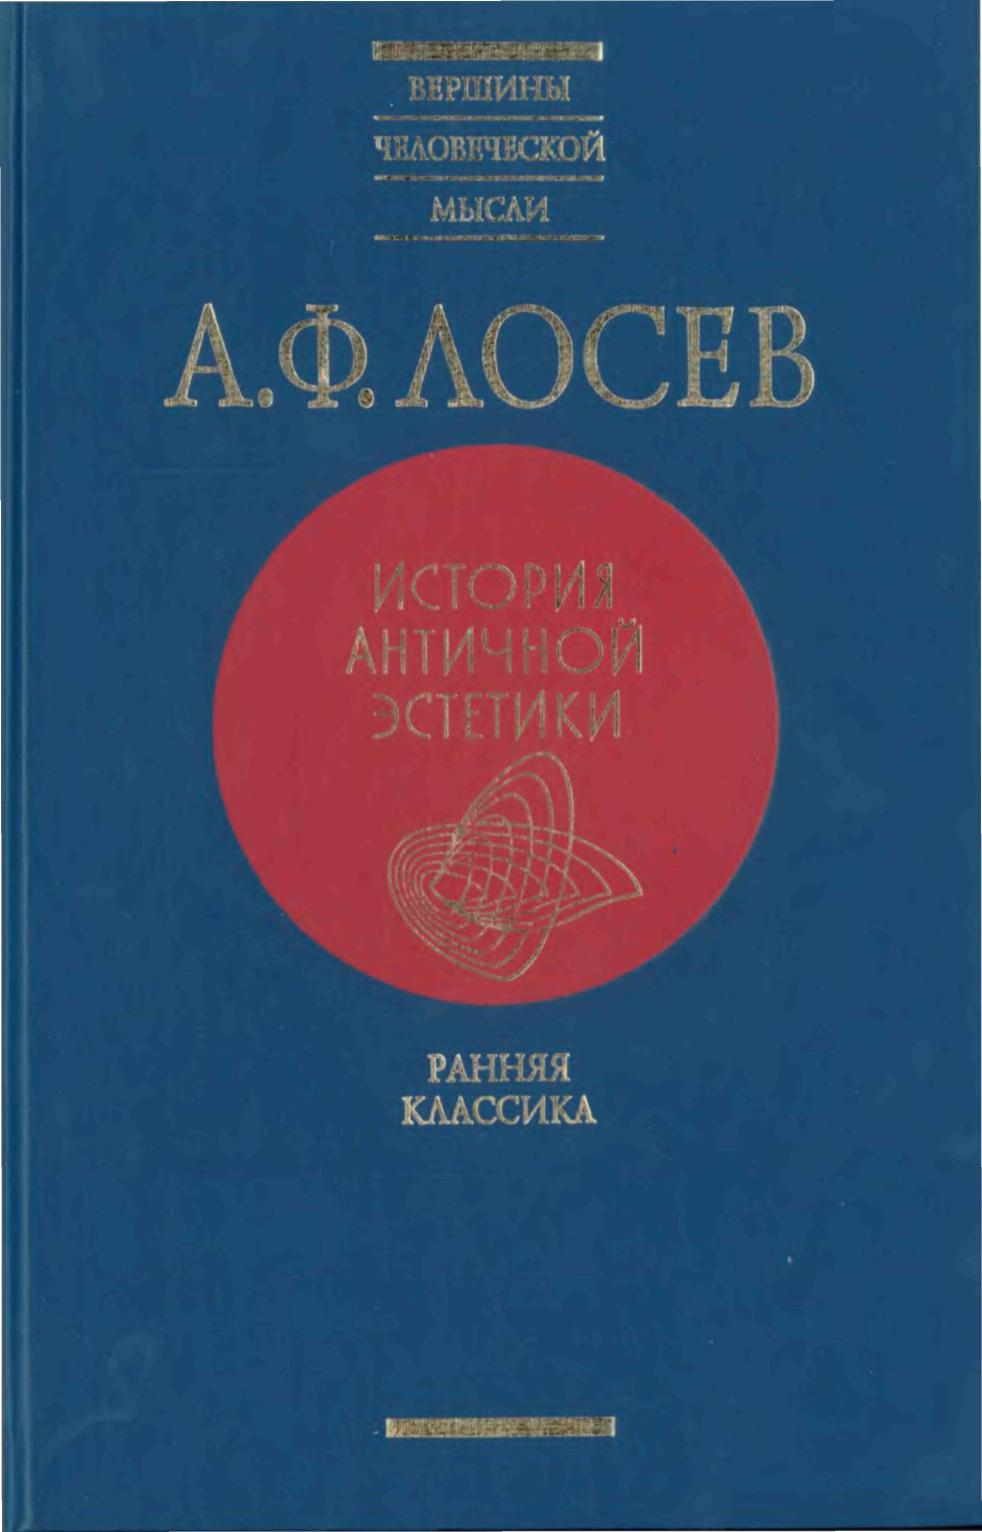 ВЕРШИНЫ
ЧЕЛОВЕЧЕСКОЙ
МЫСЛИ
А.Ф. ЛОСЕВ
ИСТОРИЯ
АНТИЧНОЙ
ЭСТЕТИКИ
РАННЯЯ
КЛАССИКА